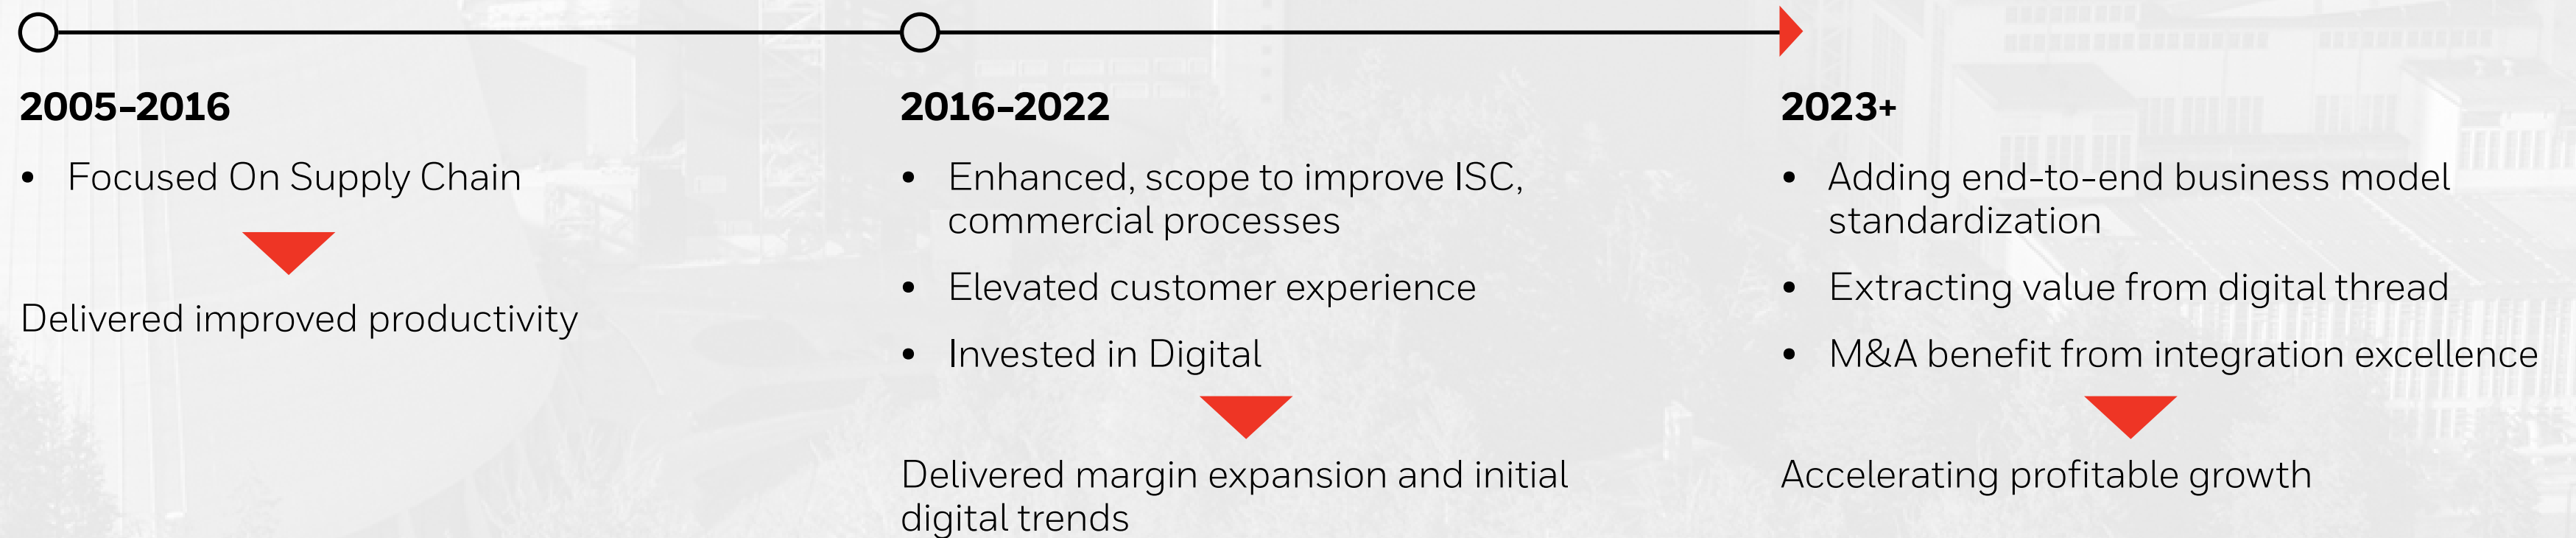 2005-2016
• Focused On Supply Chain
Delivered improved productivity
2016-2022
• Enhanced, scope to improve ISC,
commercial processes
• Elevated customer experience
• Invested in Digital
Delivered margin expansion and initial
digital trends
2023+
• Adding end-to-end business model
standardization
• Extracting value from digital thread
• M&A benefit from integration excellence
Accelerating profitable growth